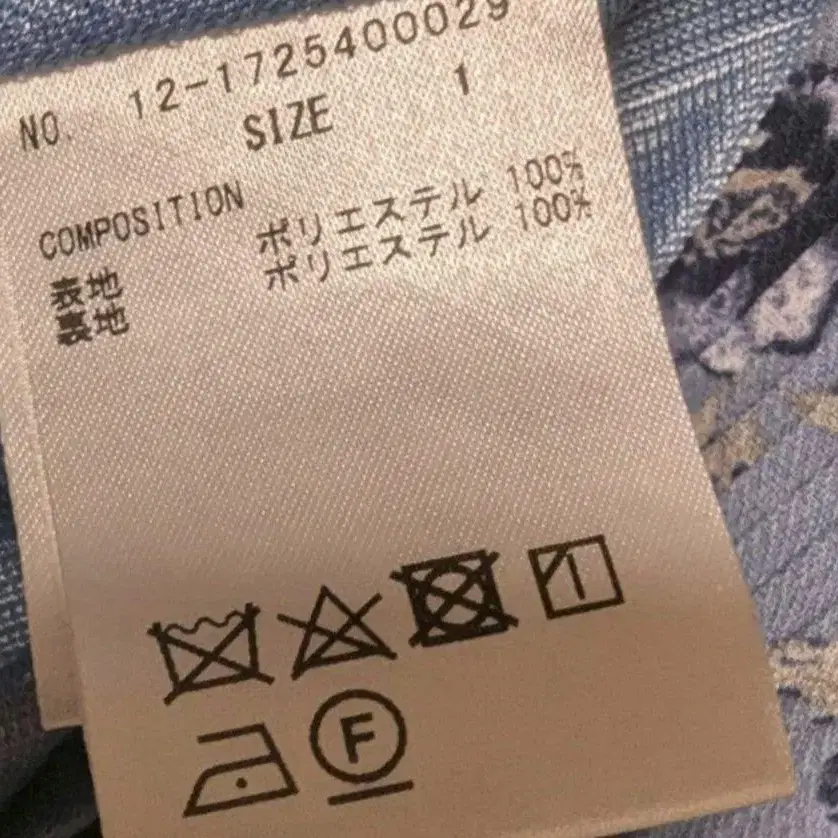 NO. 12-1725400029
SIZE 1
COMPOSITION
表地 ポリエステル 100%
裏地 ポリエステル 100%
F